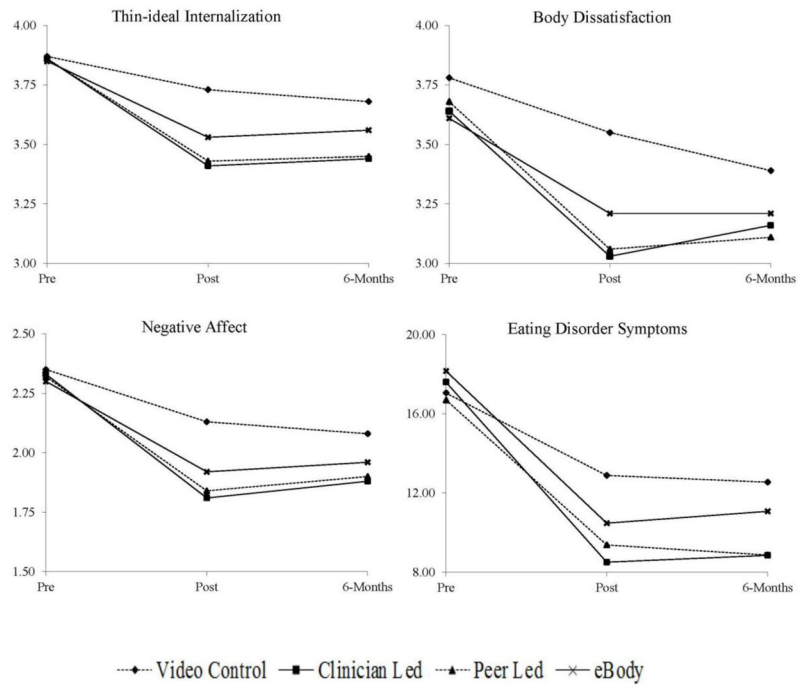 Thin-ideal Internalization
4.00
3.75
3.50
3.25
3.00
Pre Post 6-Months
Body Dissatisfaction
4.00
3.75
3.50
3.25
3.00
Pre Post 6-Months
Negative Affect
2.50
2.25
2.00
1.75
1.50
Pre Post 6-Months
Eating Disorder Symptoms
20.00
16.00
12.00
8.00
Pre Post 6-Months
Video Control Clinician Led Peer Led eBody